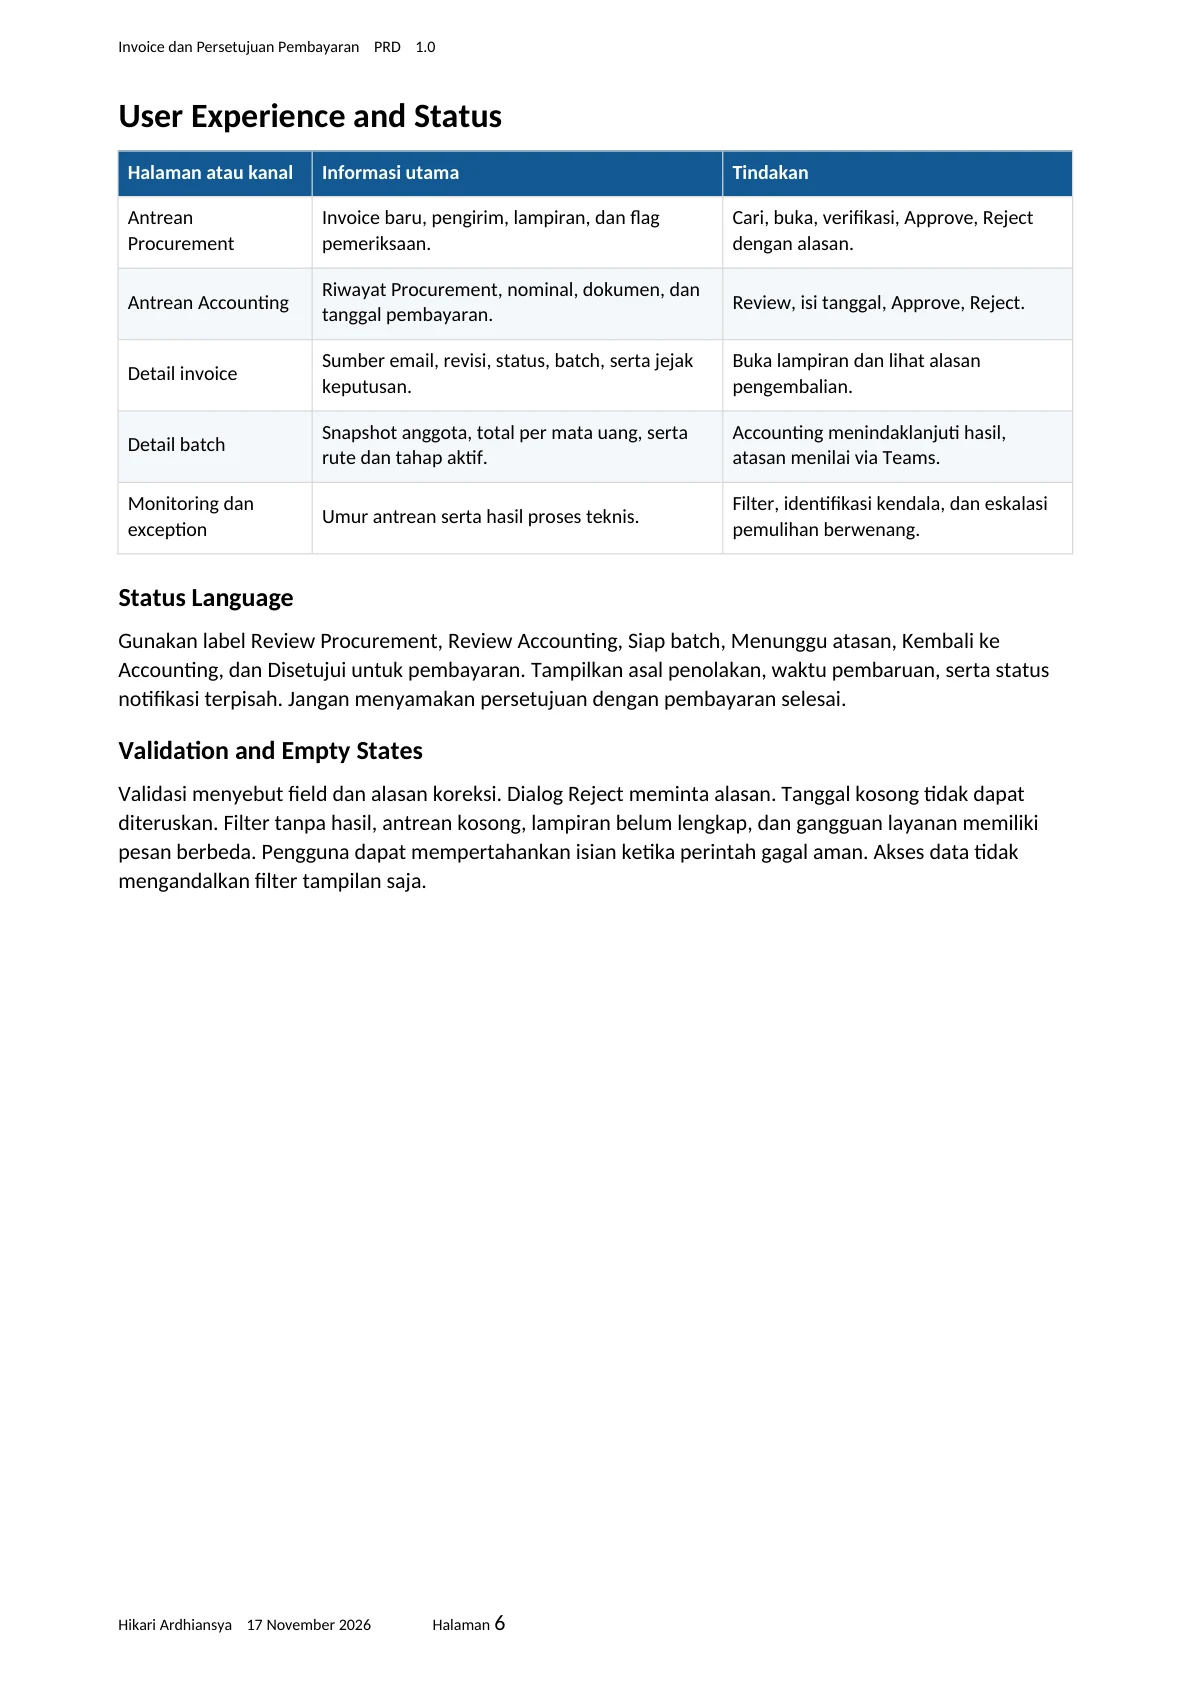 Invoice dan Persetujuan Pembayaran PRD 1.0
User Experience and Status
Halaman atau kanal Informasi utama Tindakan
Antrean Procurement Invoice baru, pengirim, lampiran, dan flag pemeriksaan. Cari, buka, verifikasi, Approve, Reject dengan alasan.
Antrean Accounting Riwayat Procurement, nominal, dokumen, dan tanggal pembayaran. Review, isi tanggal, Approve, Reject.
Detail invoice Sumber email, revisi, status, batch, serta jejak keputusan. Buka lampiran dan lihat alasan pengembalian.
Detail batch Snapshot anggota, total per mata uang, serta rute dan tahap aktif. Accounting menindaklanjuti hasil, atasan menilai via Teams.
Monitoring dan exception Umur antrean serta hasil proses teknis. Filter, identifikasi kendala, dan eskalasi pemulihan berwenang.
Status Language
Gunakan label Review Procurement, Review Accounting, Siap batch, Menunggu atasan, Kembali ke
Accounting, dan Disetujui untuk pembayaran. Tampilkan asal penolakan, waktu pembaruan, serta status
notifikasi terpisah. Jangan menyamakan persetujuan dengan pembayaran selesai.
Validation and Empty States
Validasi menyebut field dan alasan koreksi. Dialog Reject meminta alasan. Tanggal kosong tidak dapat
diteruskan. Filter tanpa hasil, antrean kosong, lampiran belum lengkap, dan gangguan layanan memiliki
pesan berbeda. Pengguna dapat mempertahankan isian ketika perintah gagal aman. Akses data tidak
mengandalkan filter tampilan saja.
Hikari Ardhiansya 17 November 2026 Halaman 6